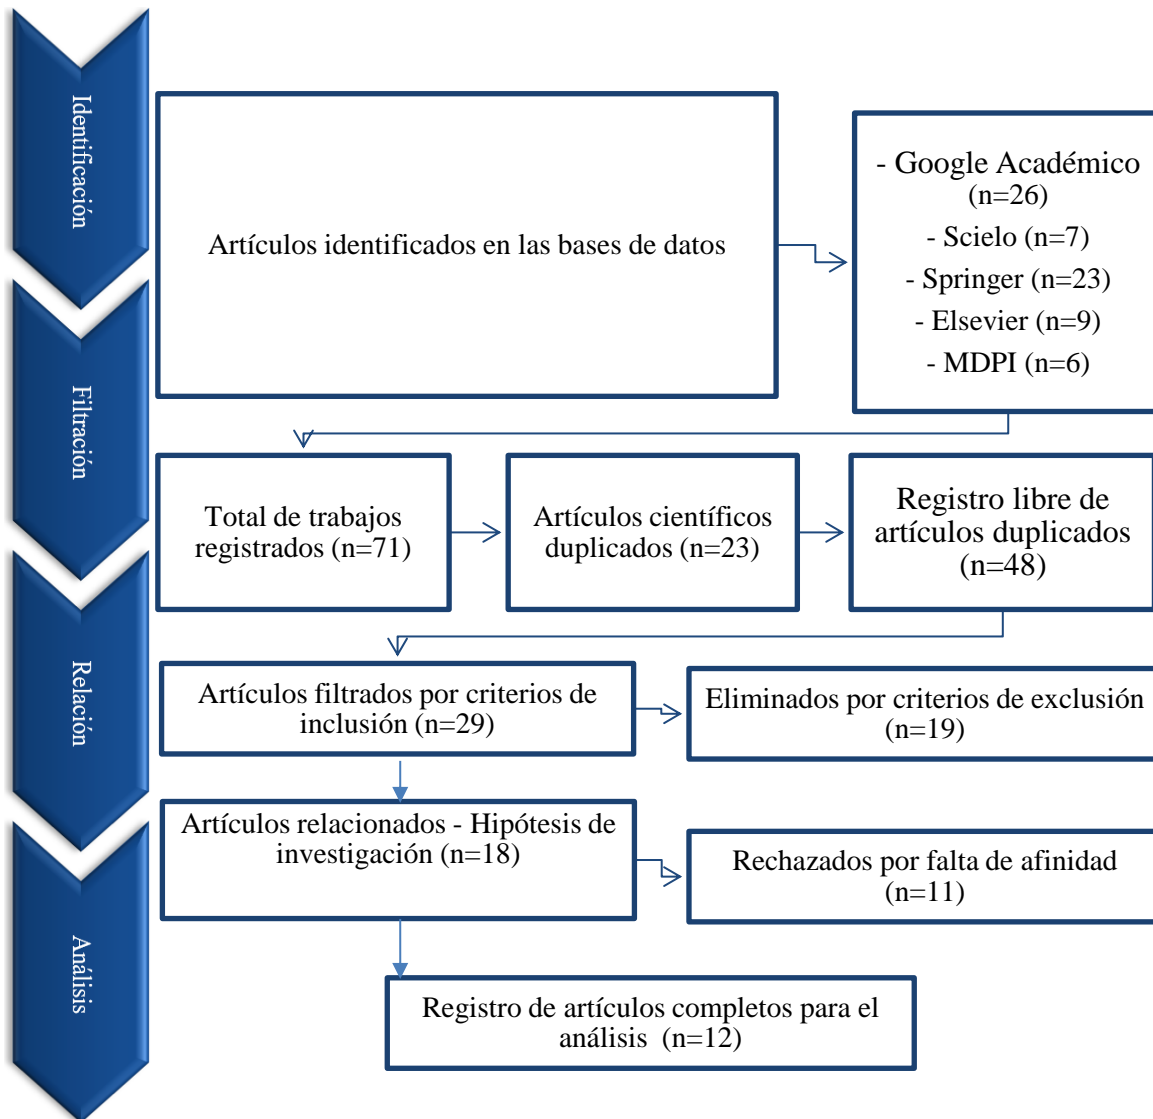 Identificación
Artículos identificados en las bases de datos
- Google Académico
(n=26)
- Scielo (n=7)
- Springer (n=23)
- Elsevier (n=9)
- MDPI (n=6)
Filtración
Total de trabajos
registrados (n=71)
Artículos científicos
duplicados (n=23)
Registro libre de
artículos duplicados
(n=48)
Relación
Artículos filtrados por criterios de
inclusión (n=29)
Eliminados por criterios de exclusión
(n=19)
Artículos relacionados - Hipótesis de
investigación (n=18)
Rechazados por falta de afinidad
(n=11)
Análisis
Registro de artículos completos para el
análisis (n=12)